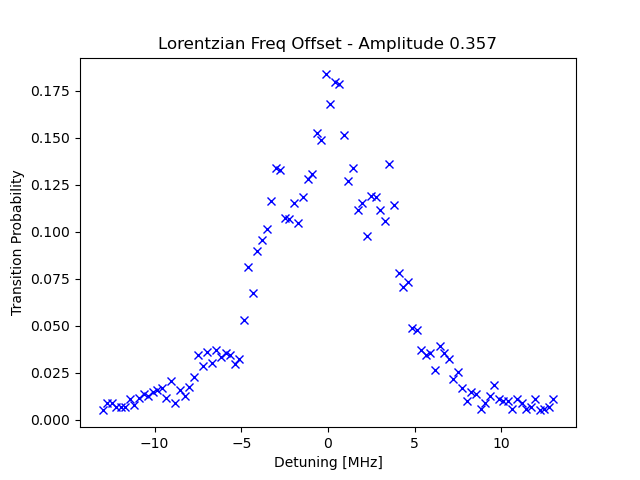 Lorentzian Freq Offset - Amplitude 0.357
Transition Probability
0.175
0.150
0.125
0.100
0.075
0.050
0.025
0.000
−10 −5 0 5 10
Detuning [MHz]